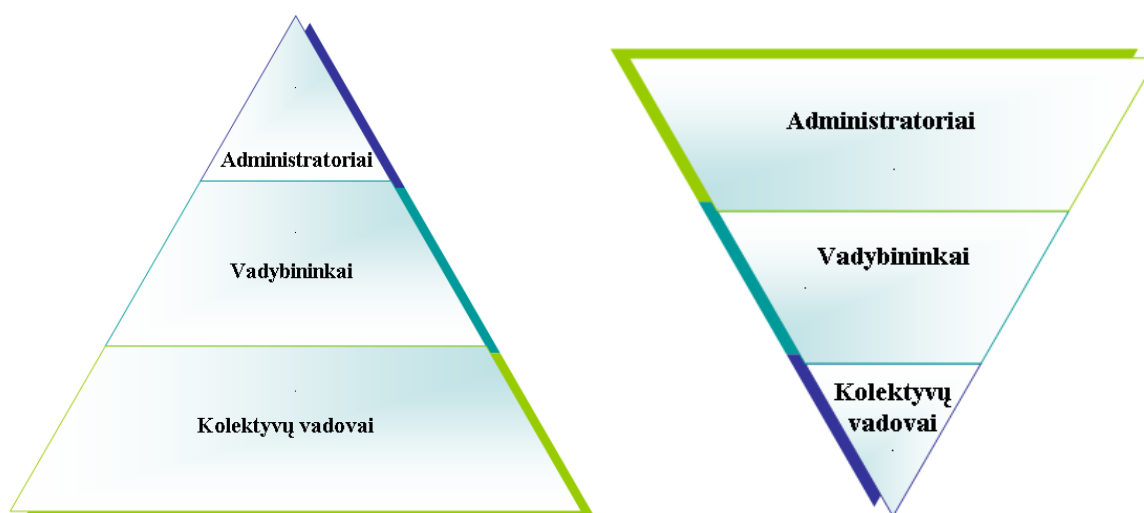 Administratoriai
Vadybininkai
Kolektyvų vadovai
Administratoriai
Vadybininkai
Kolektyvų
vadovai